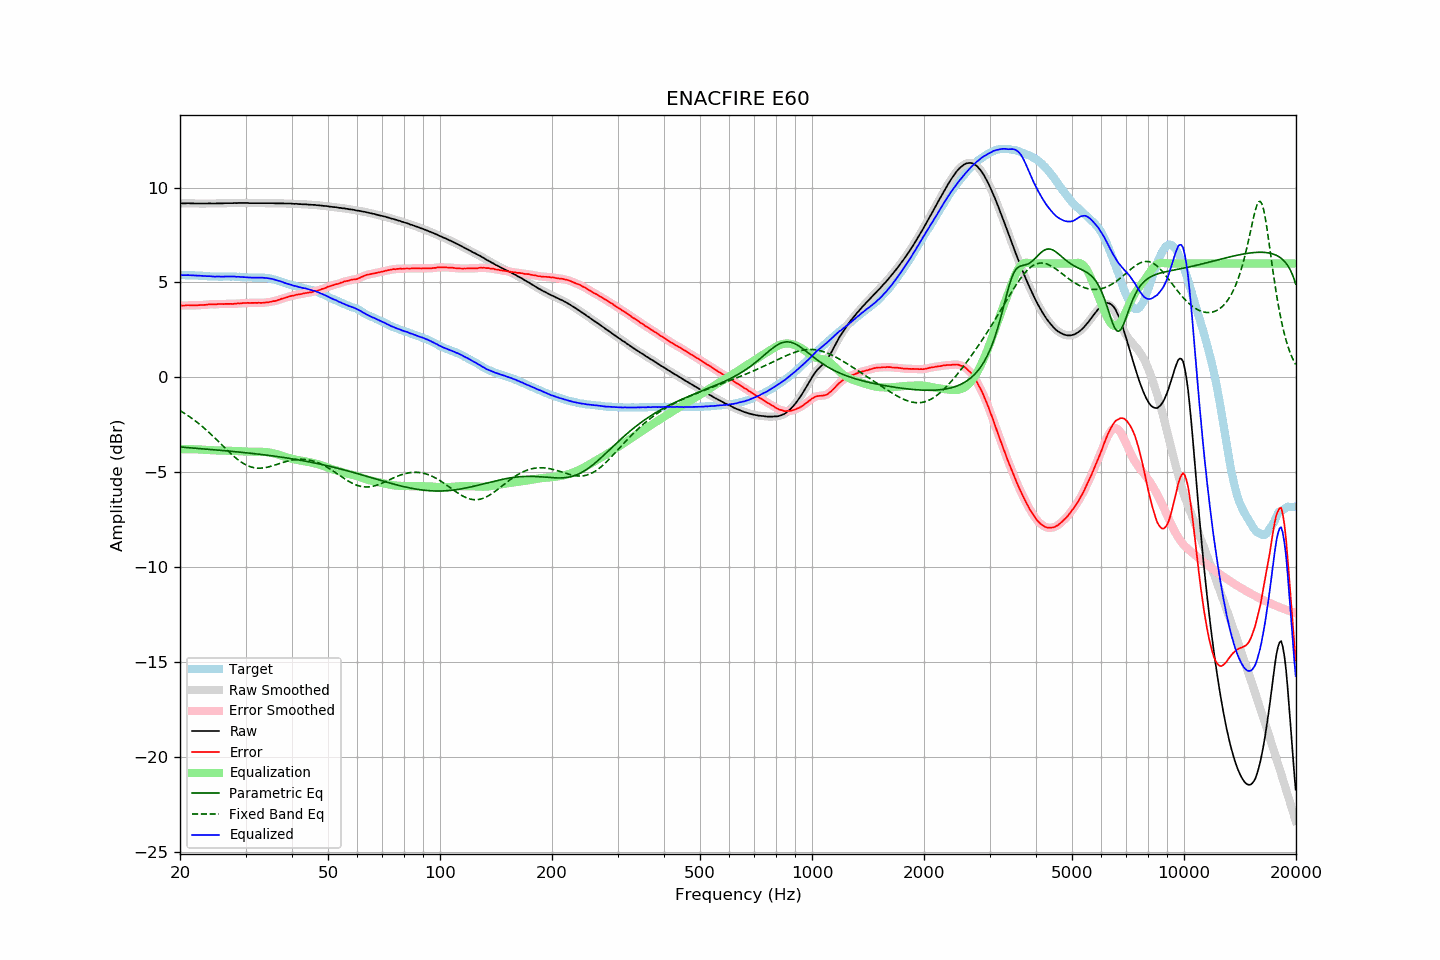 ENACFIRE E60
Amplitude (dBr)
10
5
0
−5
−10
−15
−20
−25
Target
Raw Smoothed
Error Smoothed
Raw
Error
Equalization
Parametric Eq
Fixed Band Eq
Equalized
20 50 100 200 500 1000 2000 5000 10000 20000
Frequency (Hz)